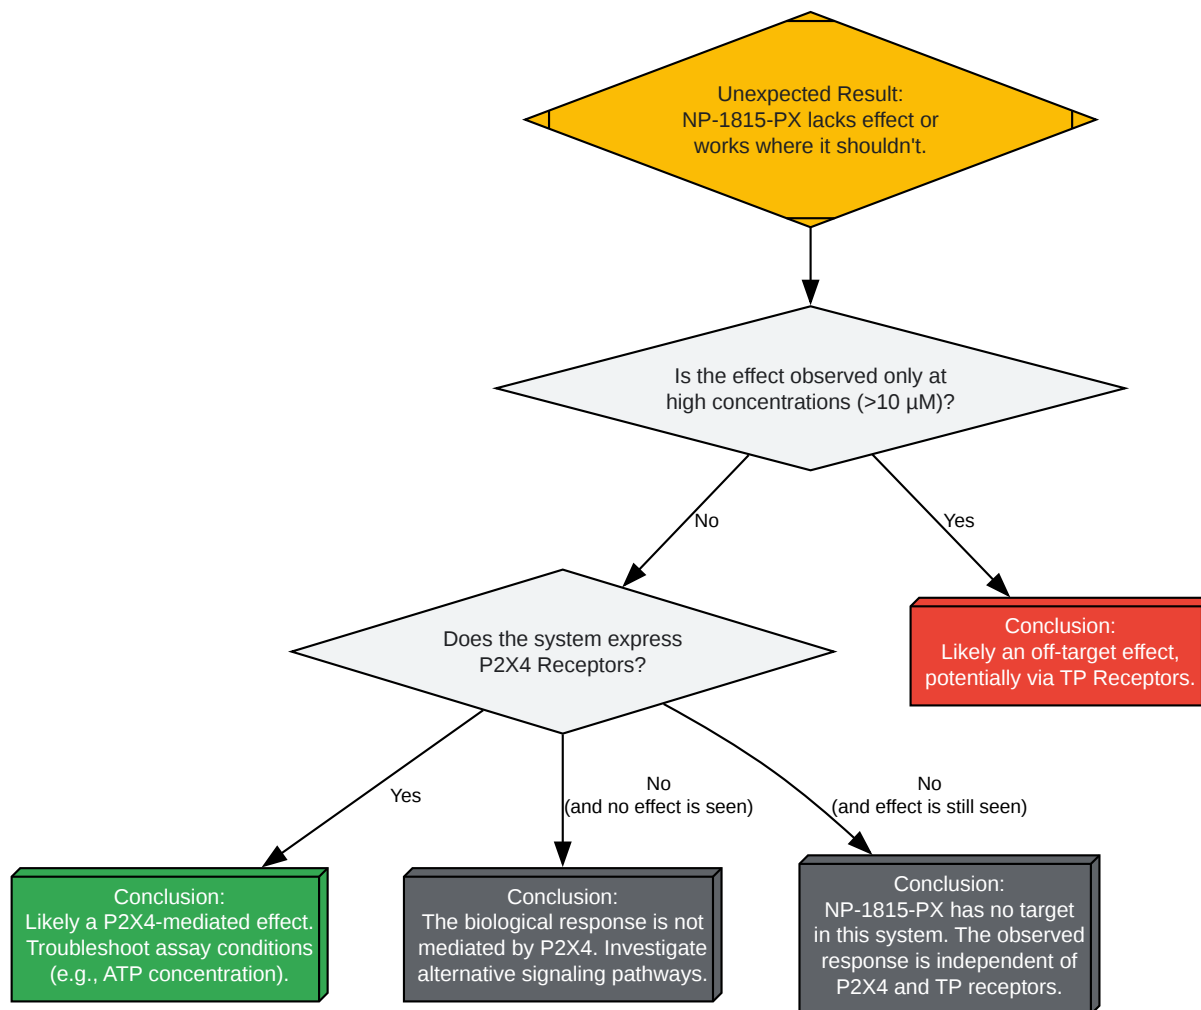 Unexpected Result:
NP-1815-PX lacks effect or
works where it shouldn't.
Is the effect observed only at
high concentrations (>10 µM)?
No
Yes
Does the system express
P2X4 Receptors?
Conclusion:
Likely an off-target effect,
potentially via TP Receptors.
Yes
No
(and no effect is seen)
No
(and effect is still seen)
Conclusion:
Likely a P2X4-mediated effect.
Troubleshoot assay conditions
(e.g., ATP concentration).
Conclusion:
The biological response is not
mediated by P2X4. Investigate
alternative signaling pathways.
Conclusion:
NP-1815-PX has no target
in this system. The observed
response is independent of
P2X4 and TP receptors.